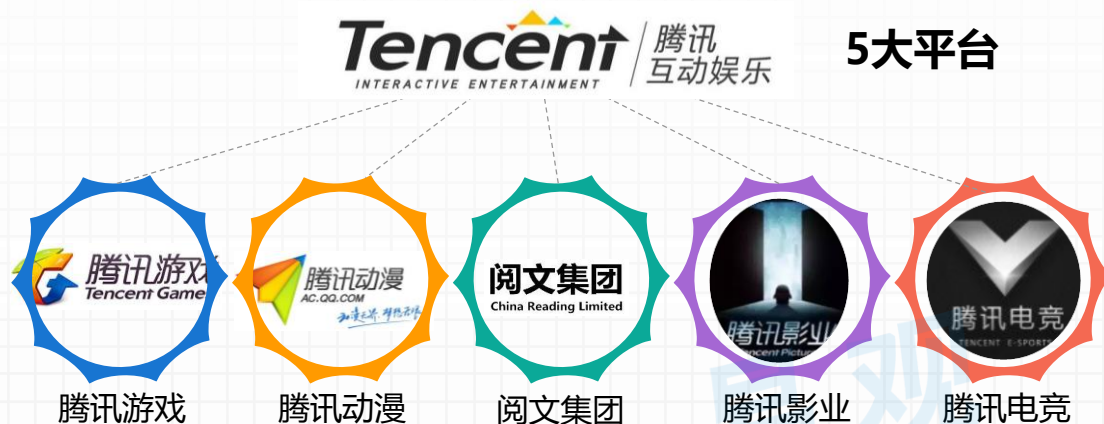 Tencent
腾讯
互动娱乐
INTERACTIVE ENTERTAINMENT
5大平台
腾讯游戏
Tencent Game
腾讯动漫
AC.QQ.COM
阅文集团
China Reading Limited
腾讯影业
encent Pictur
腾讯电竞
TENCENT E-SPORTS
腾讯游戏
腾讯动漫
阅文集团
腾讯影业
腾讯电竞